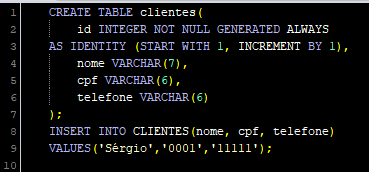 1 CREATE TABLE clientes(
2 id INTEGER NOT NULL GENERATED ALWAYS
3 AS IDENTITY (START WITH 1, INCREMENT BY 1),
4 nome VARCHAR(7),
5 cpf VARCHAR(6),
6 telefone VARCHAR(6)
7 );
8 INSERT INTO CLIENTES(nome, cpf, telefone)
9 VALUES('Sérgio','0001','11111');
10